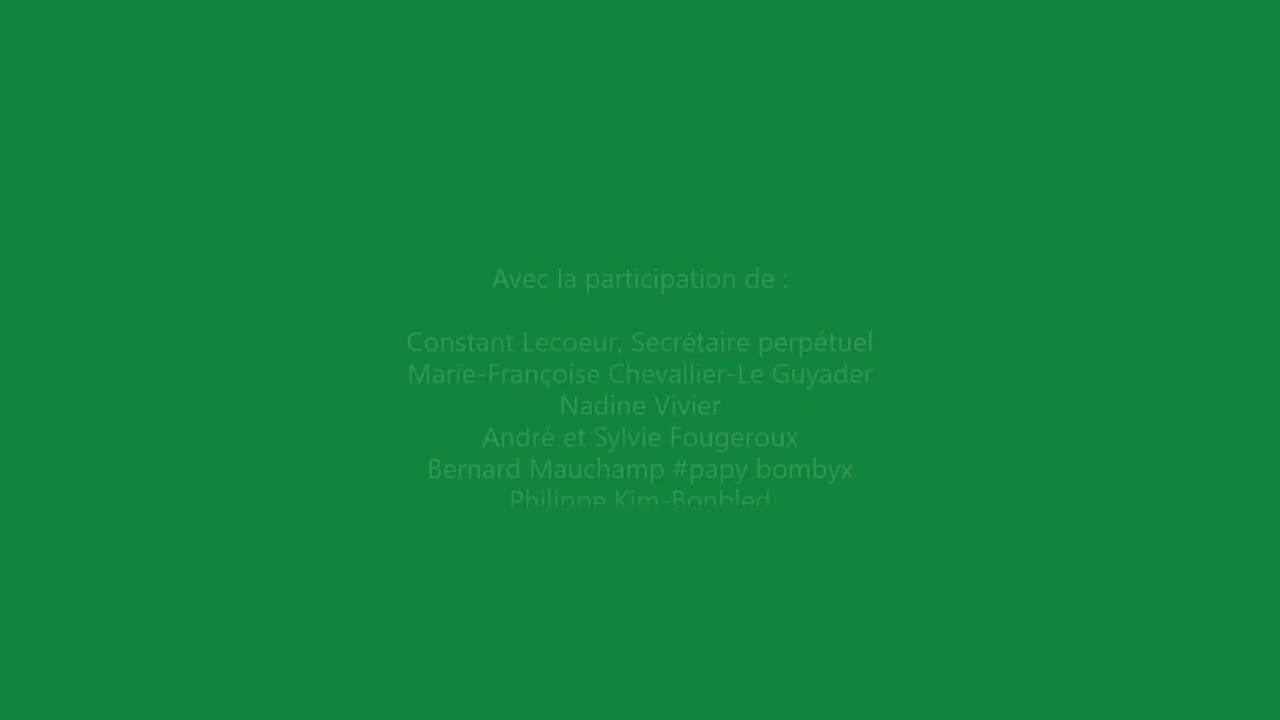 Avec la participation de :
Constant Lecoeur, Secrétaire perpétuel
Marie-Françoise Chevallier-Le Guyader
Nadine Vivier
André et Sylvie Fougeroux
Bernard Mauchamp #papy bombyx
Philippe Kim-Bonbled